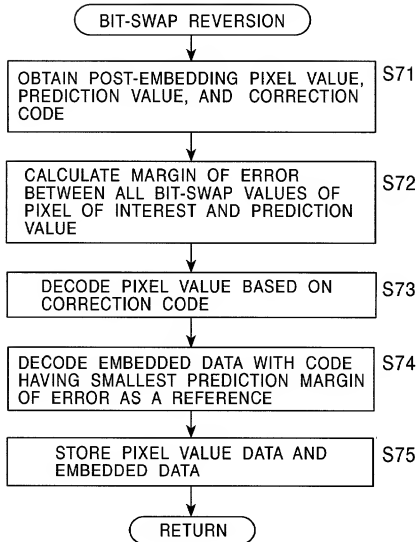 BIT-SWAP REVERSION
OBTAIN POST-EMBEDDING PIXEL VALUE,
PREDICTION VALUE, AND CORRECTION
CODE
S71
CALCULATE MARGIN OF ERROR
BETWEEN ALL BIT-SWAP VALUES OF
PIXEL OF INTEREST AND PREDICTION
VALUE
S72
DECODE PIXEL VALUE BASED ON
CORRECTION CODE
S73
DECODE EMBEDDED DATA WITH CODE
HAVING SMALLEST PREDICTION MARGIN
OF ERROR AS A REFERENCE
S74
STORE PIXEL VALUE DATA AND
EMBEDDED DATA
S75
RETURN